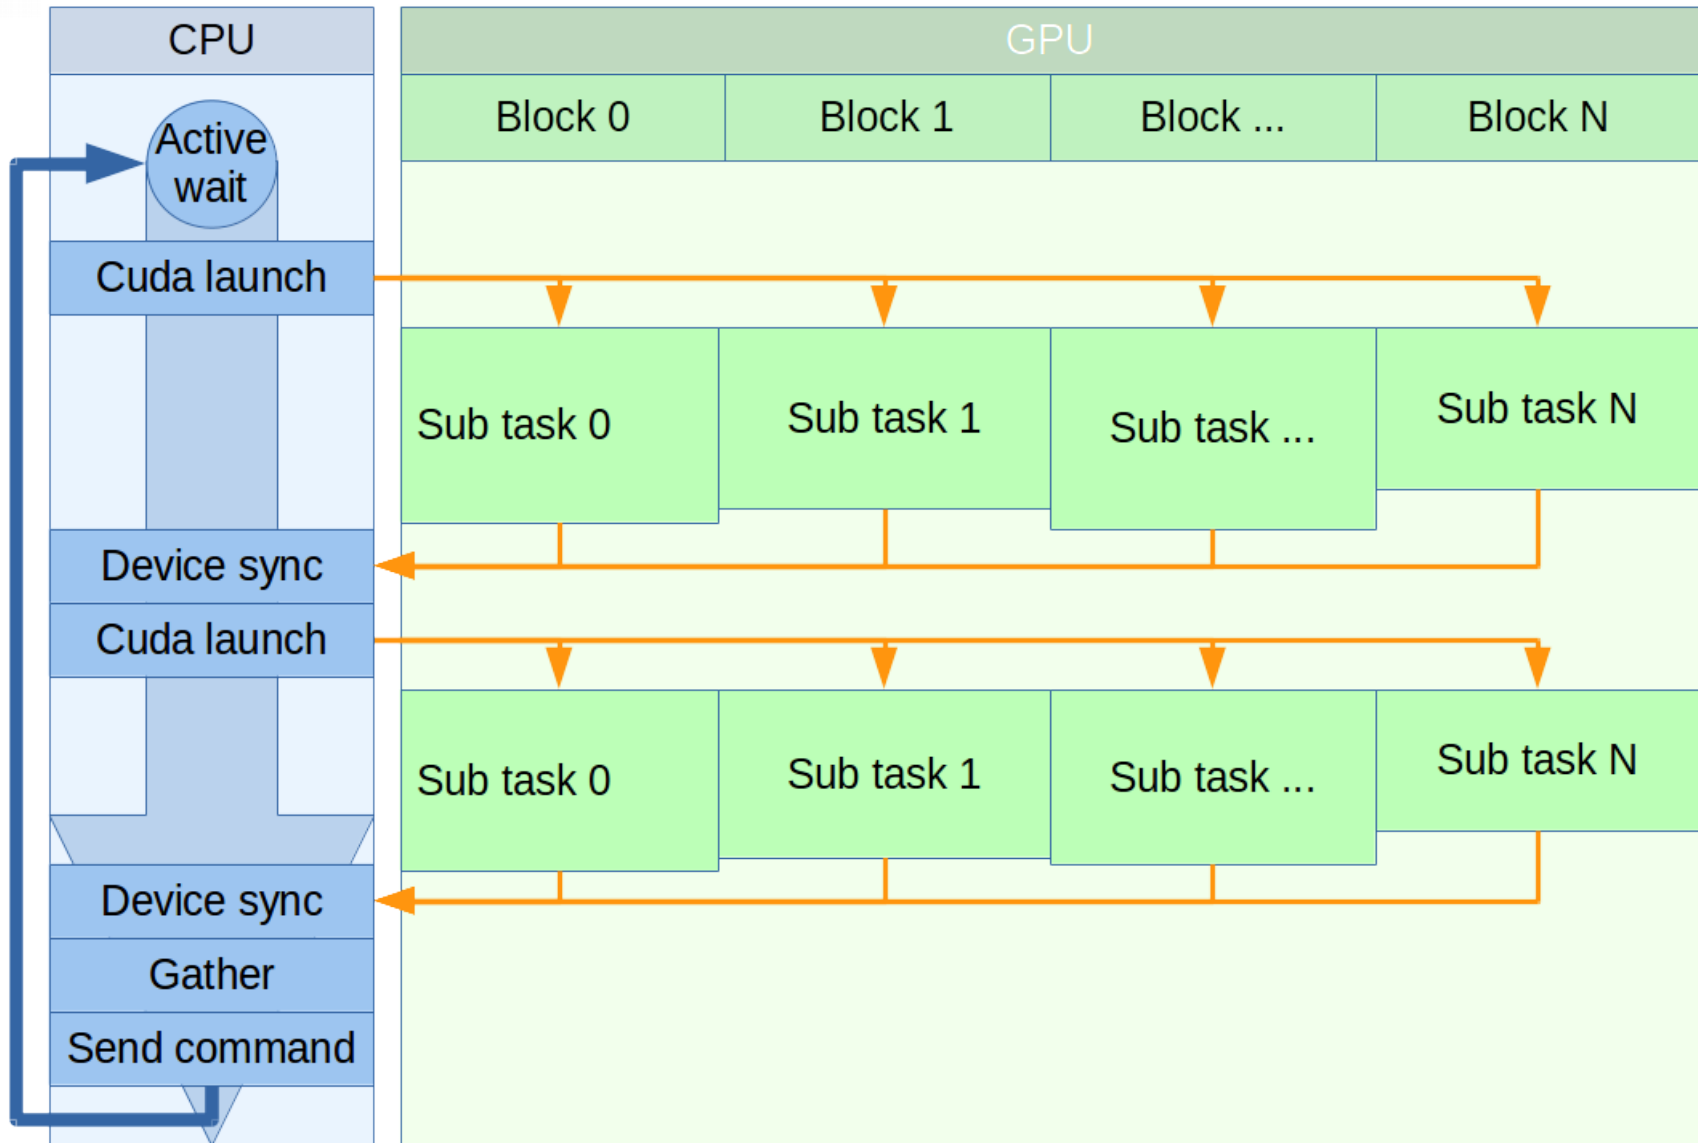 CPU
GPU
Block 0
Block 1
Block ...
Block N
Active
wait
Cuda launch
Sub task 0
Sub task 1
Sub task ...
Sub task N
Device sync
Cuda launch
Sub task 0
Sub task 1
Sub task ...
Sub task N
Device sync
Gather
Send command